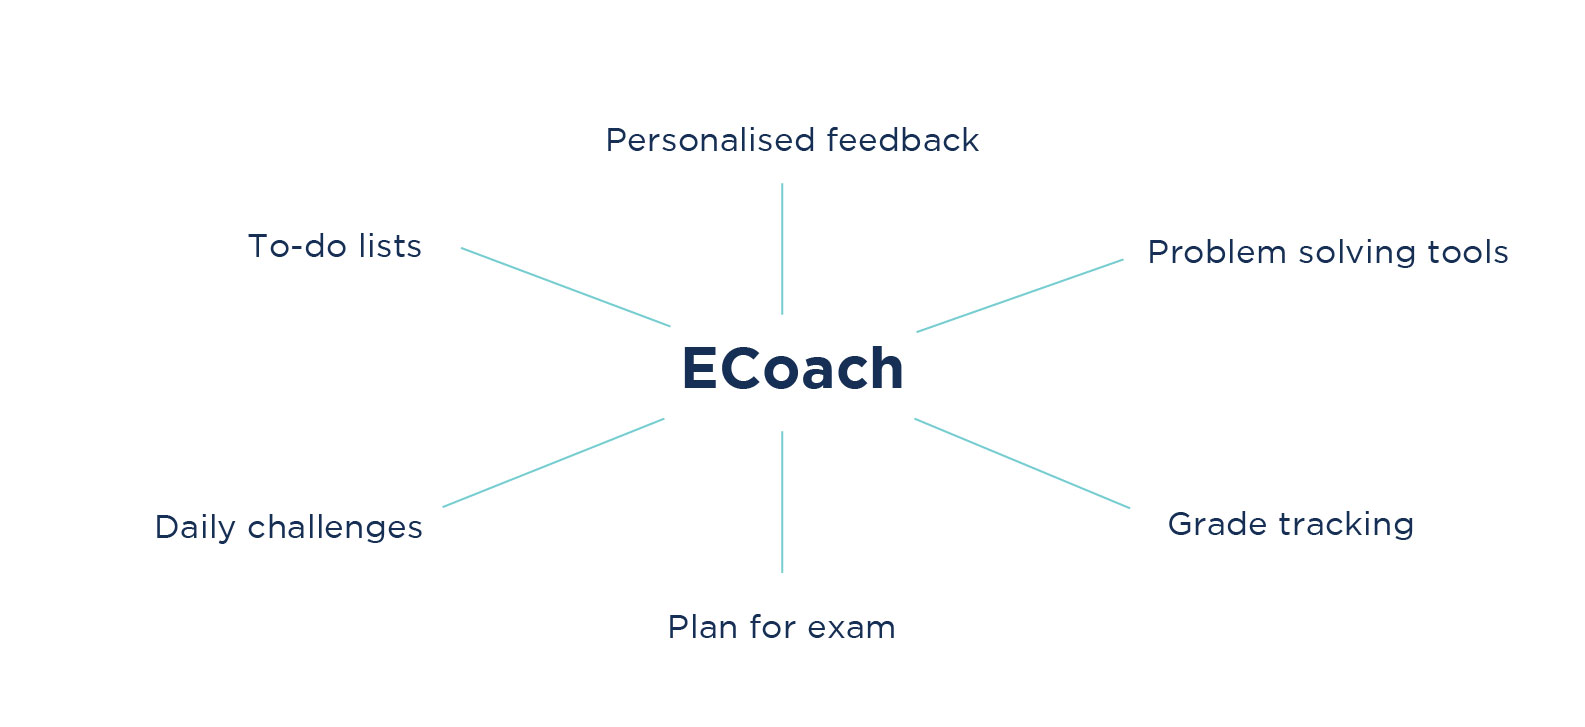 Personalised feedback
To-do lists
Problem solving tools
ECoach
Daily challenges
Grade tracking
Plan for exam